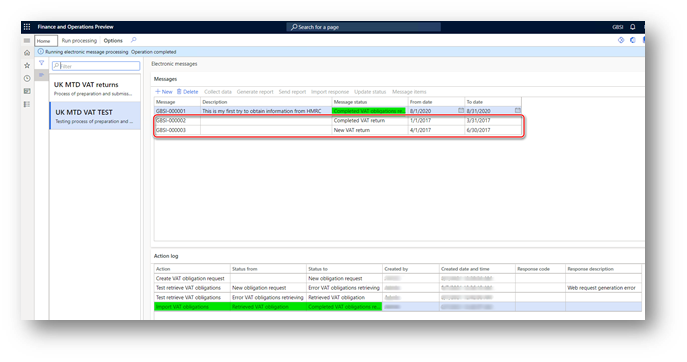 Finance and Operations Preview
Search for a page
GBSI
Home Run processing Options
Running electronic message processing Operation completed
Filter
UK MTD VAT returns
Process of preparation and submiss...
UK MTD VAT TEST
Testing process of preparation and ...
Electronic messages
Messages
New Delete Collect data Generate report Send report Import response Update status Message items
Message Description Message status From date To date
GBSI-000001 This is my first try to obtain information from HMRC Completed VAT obligations re... 8/1/2020 8/31/2020
GBSI-000002 Completed VAT return 1/1/2017 3/31/2017
GBSI-000003 New VAT return 4/1/2017 6/30/2017
Action log
Action Status from Status to Created by Created date and time Response code Response description
Create VAT obligation request New obligation request
Test retrieve VAT obligations New obligation request Error VAT obligations retrieving Web request generation error
Test retrieve VAT obligations Error VAT obligations retrieving Retrieved VAT obligation
Import VAT obligations Retrieved VAT obligation Completed VAT obligations re...